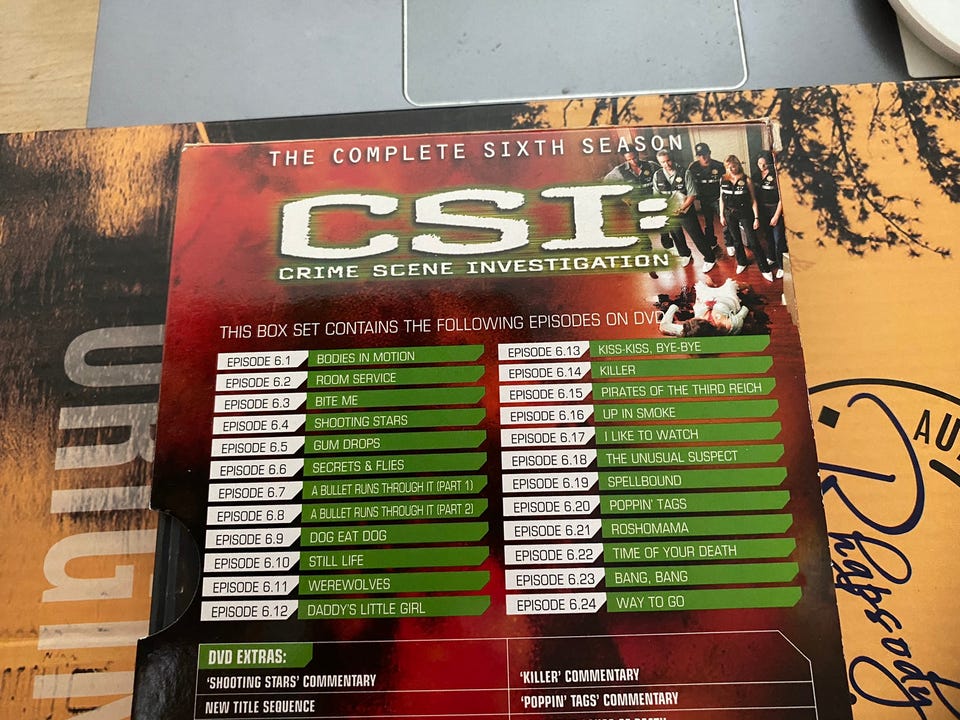 THE COMPLETE SIXTH SEASON
CSI:
CRIME SCENE INVESTIGATION
THIS BOX SET CONTAINS THE FOLLOWING EPISODES ON DVD
EPISODE 6.1 BODIES IN MOTION
EPISODE 6.2 ROOM SERVICE
EPISODE 6.3 BITE ME
EPISODE 6.4 SHOOTING STARS
EPISODE 6.5 GUM DROPS
EPISODE 6.6 SECRETS & FLIES
EPISODE 6.7 A BULLET RUNS THROUGH IT (PART 1)
EPISODE 6.8 A BULLET RUNS THROUGH IT (PART 2)
EPISODE 6.9 DOG EAT DOG
EPISODE 6.10 STILL LIFE
EPISODE 6.11 WEREWOLVES
EPISODE 6.12 DADDY'S LITTLE GIRL
EPISODE 6.13 KISS-KISS, BYE-BYE
EPISODE 6.14 KILLER
EPISODE 6.15 PIRATES OF THE THIRD REICH
EPISODE 6.16 UP IN SMOKE
EPISODE 6.17 I LIKE TO WATCH
EPISODE 6.18 THE UNUSUAL SUSPECT
EPISODE 6.19 SPELLBOUND
EPISODE 6.20 POPPIN' TAGS
EPISODE 6.21 ROSHOMAMA
EPISODE 6.22 TIME OF YOUR DEATH
EPISODE 6.23 BANG, BANG
EPISODE 6.24 WAY TO GO
DVD EXTRAS:
'SHOOTING STARS' COMMENTARY
NEW TITLE SEQUENCE
'KILLER' COMMENTARY
'POPPIN' TAGS' COMMENTARY
ORIGIN
AU
Rhapsody